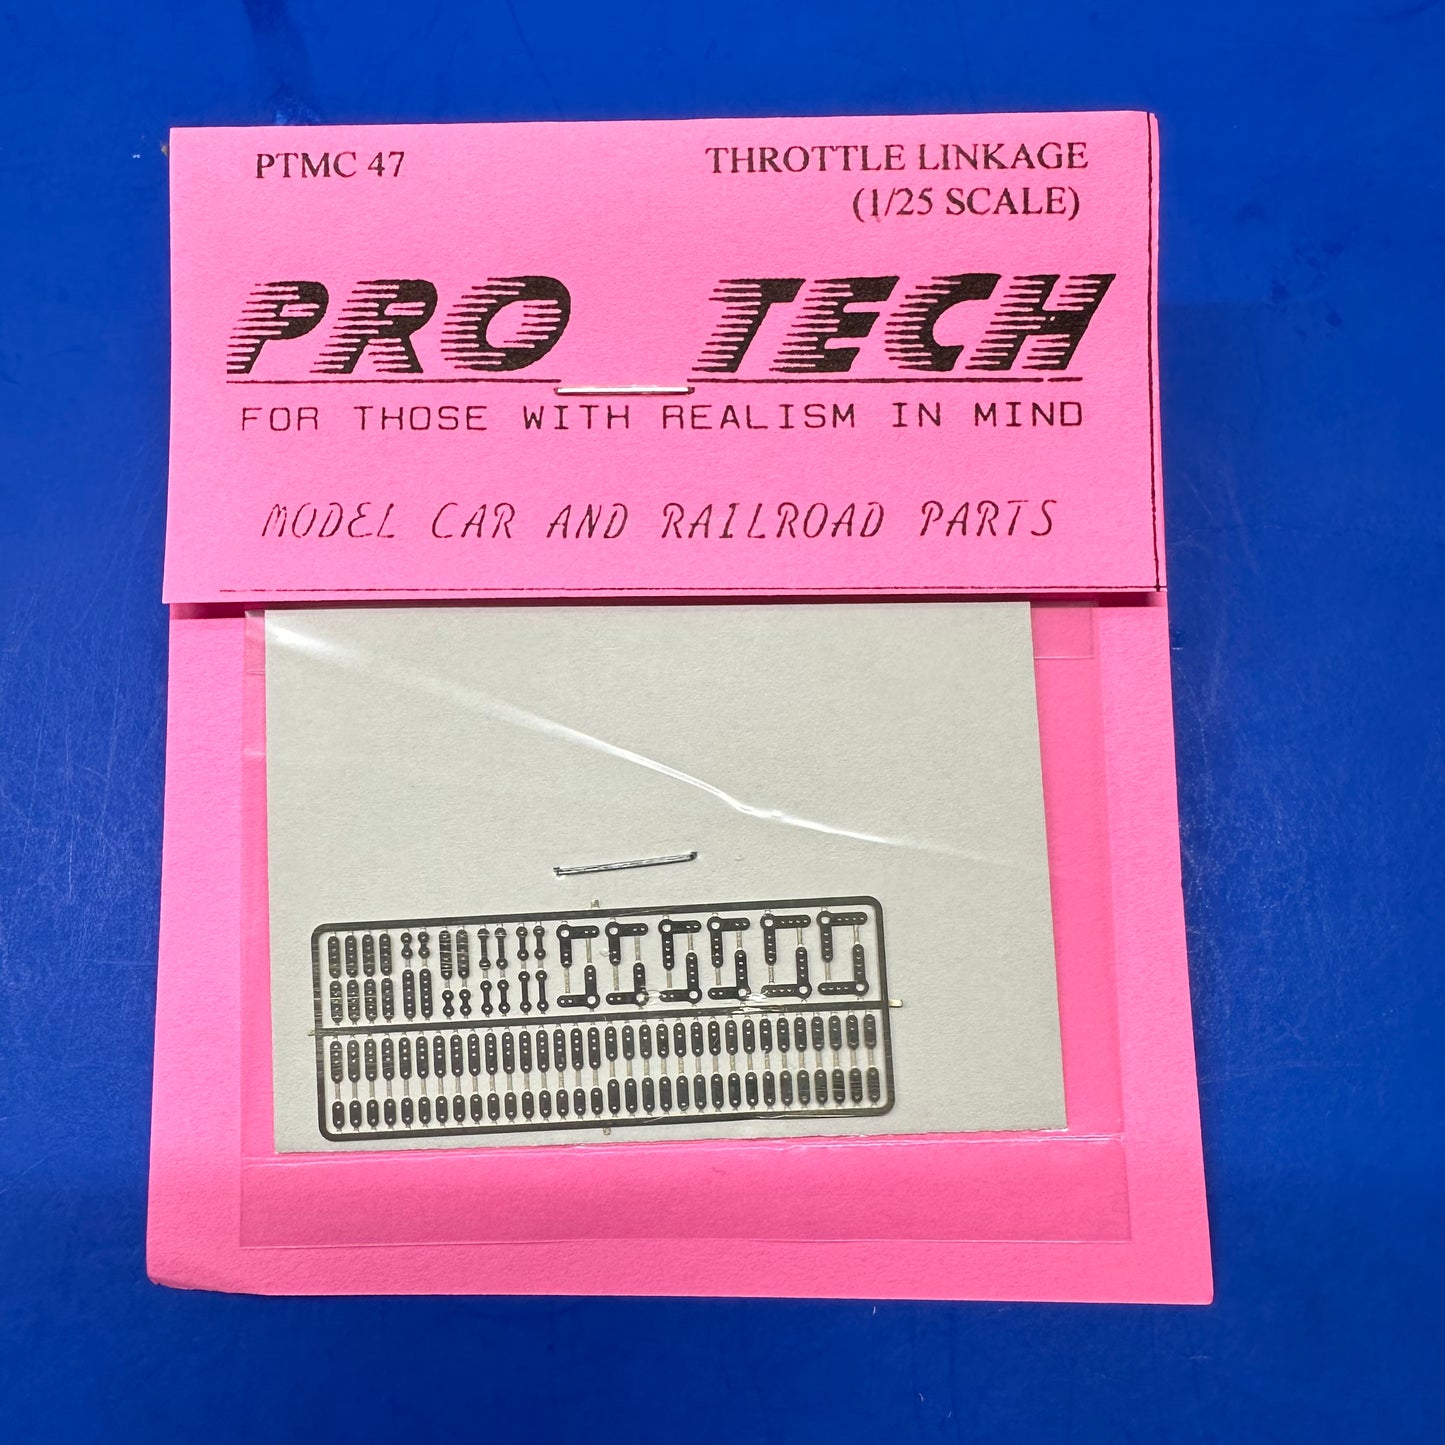 PTMC 47
THROTTLE LINKAGE
(1/25 SCALE)
PRO TECH
FOR THOSE WITH REALISM IN MIND
MODEL CAR AND RAILROAD PARTS